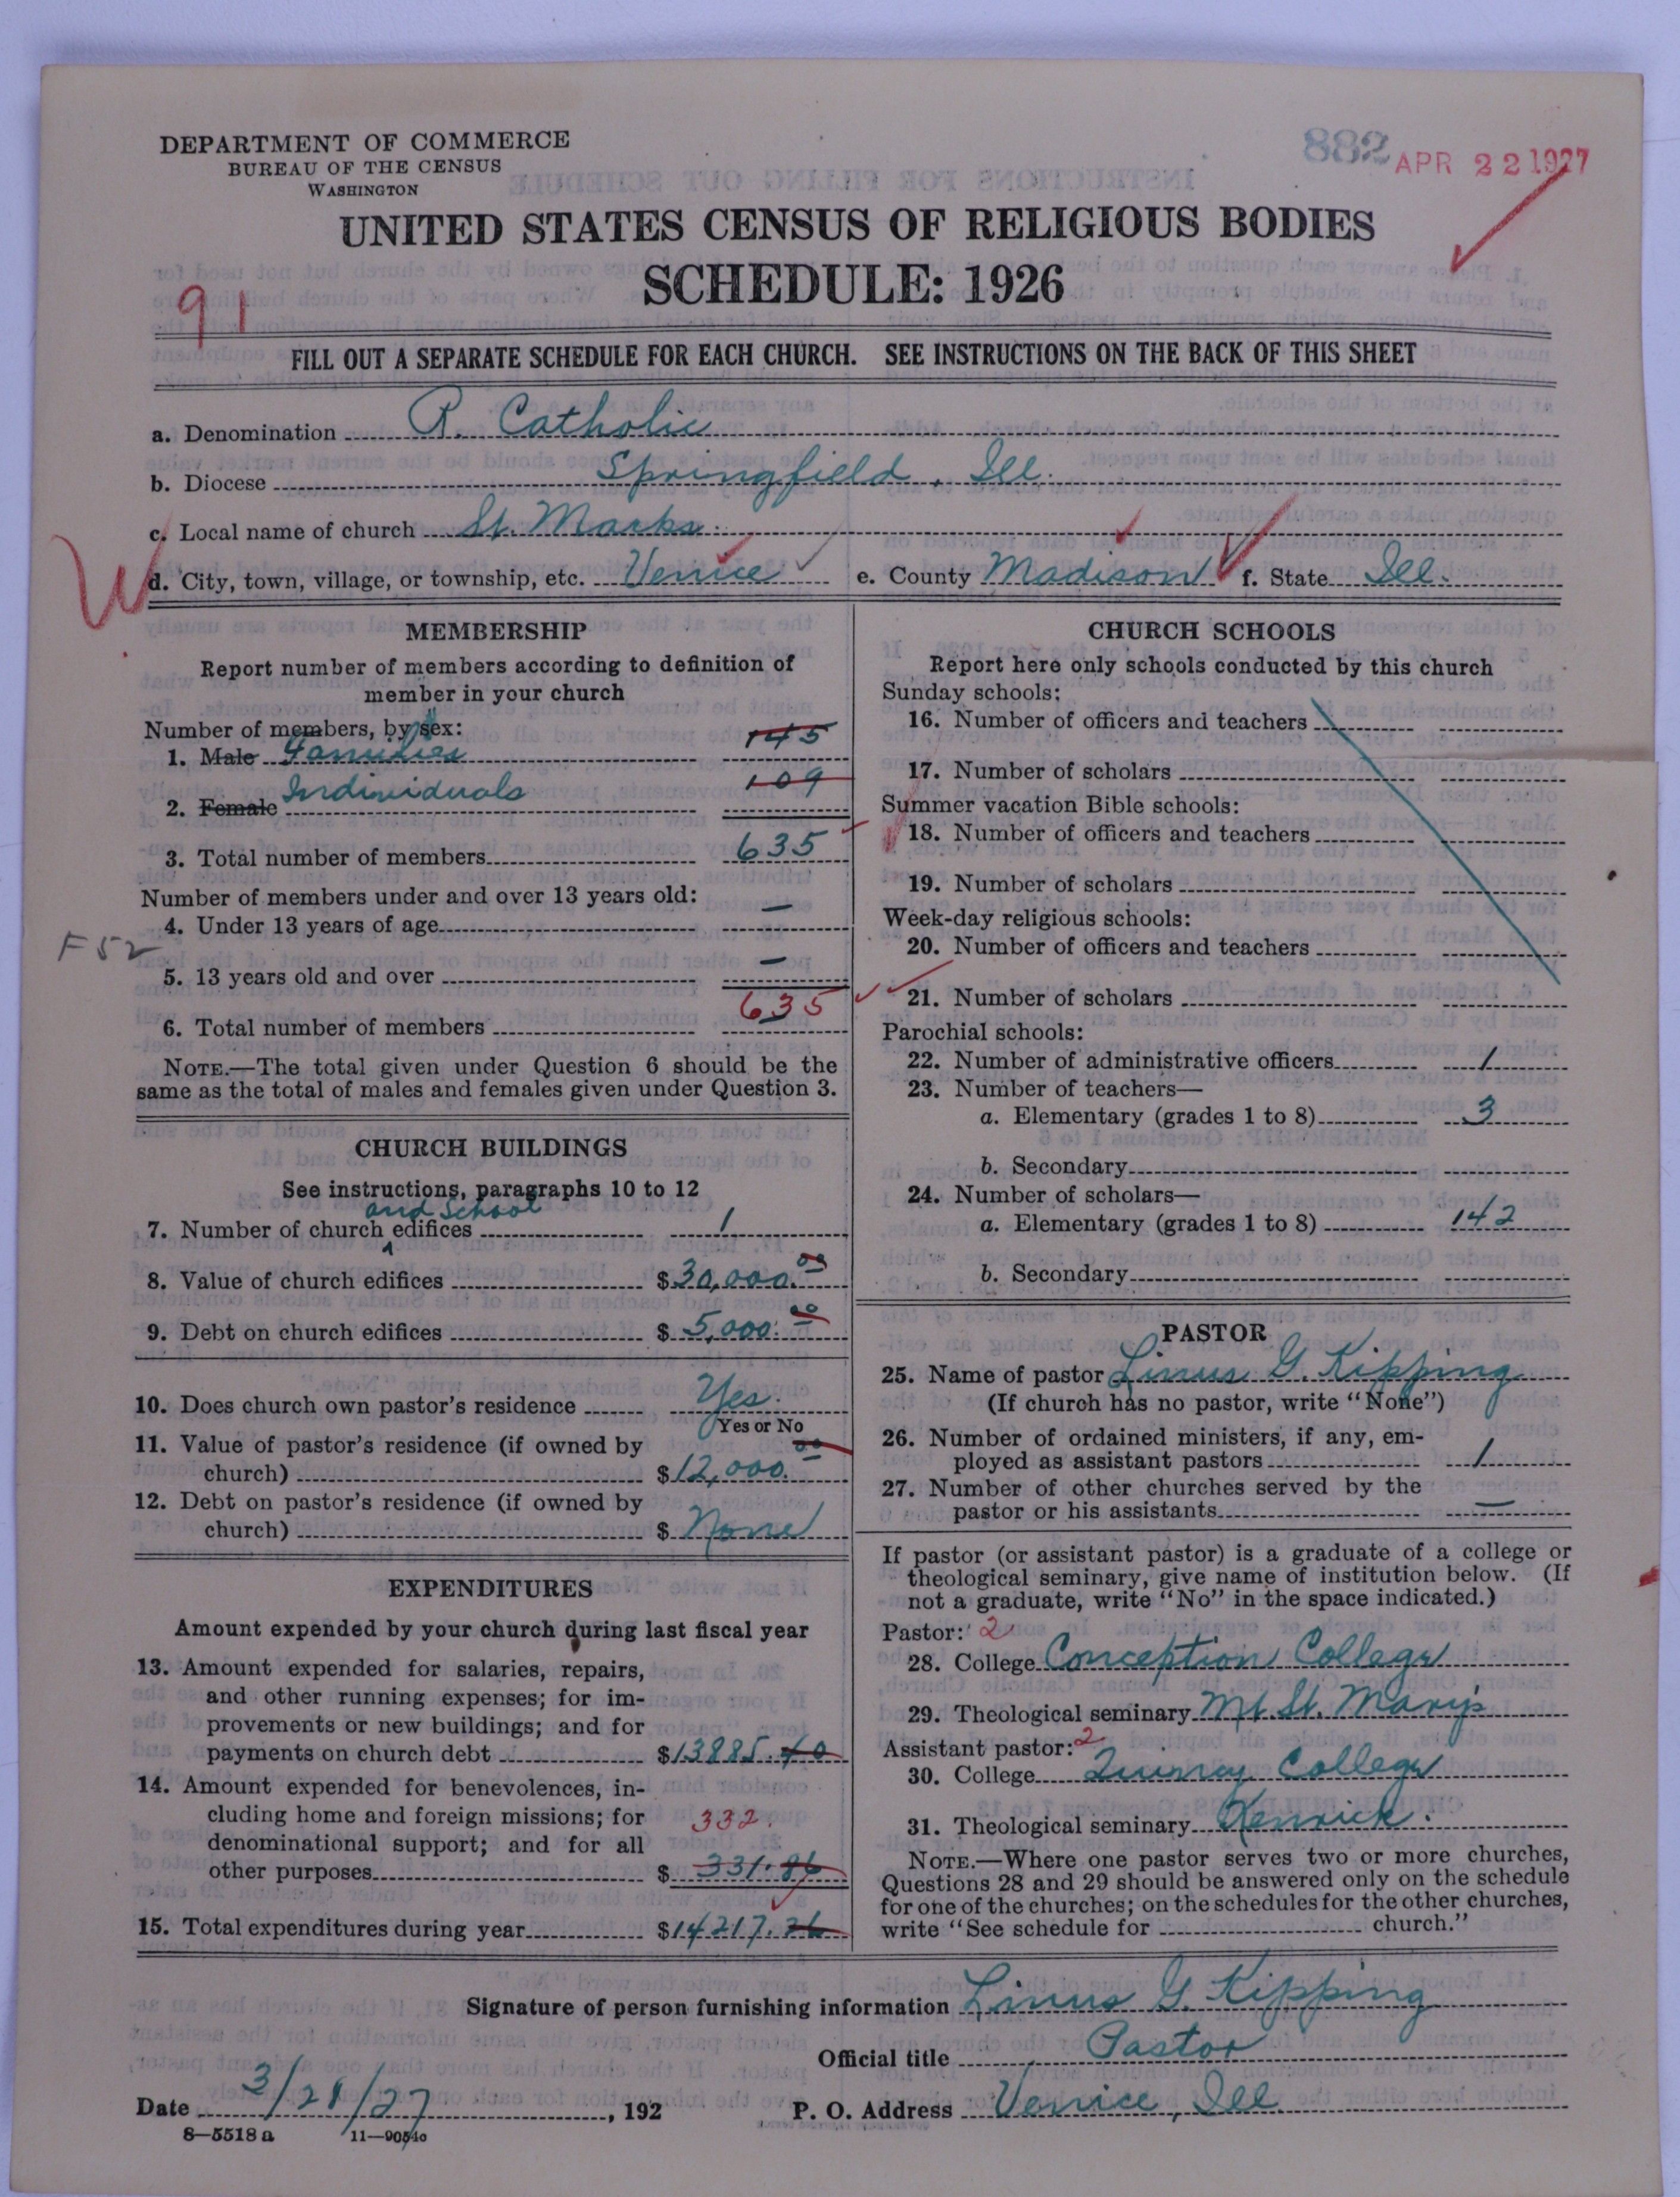 DEPARTMENT OF COMMERCE
BUREAU OF THE CENSUS
WASHINGTON
882
APR 22 1927
UNITED STATES CENSUS OF RELIGIOUS BODIES
SCHEDULE: 1926
91
FILL OUT A SEPARATE SCHEDULE FOR EACH CHURCH. SEE INSTRUCTIONS ON THE BACK OF THIS SHEET
a. Denomination R. Catholic
b. Diocese Springfield, Ill.
c. Local name of church St. Marks.
W
d. City, town, village, or township, etc. Venice e. County Madison f. State Ill.
MEMBERSHIP
Report number of members according to definition of
member in your church
Number of members, by sex:
1. Male Families 145
2. Female Individuals 109
3. Total number of members 635
Number of members under and over 13 years old:
4. Under 13 years of age —
F52
5. 13 years old and over —
6. Total number of members 635
NOTE.—The total given under Question 6 should be the
same as the total of males and females given under Question 3.
CHURCH BUILDINGS
See instructions, paragraphs 10 to 12
and School
7. Number of church edifices 1
8. Value of church edifices $30,000.00
9. Debt on church edifices $5,000.00
10. Does church own pastor's residence Yes.
Yes or No
11. Value of pastor's residence (if owned by
church) $12,000.00
12. Debt on pastor's residence (if owned by
church) $ None
EXPENDITURES
Amount expended by your church during last fiscal year
13. Amount expended for salaries, repairs,
and other running expenses; for im-
provements or new buildings; and for
payments on church debt $13885.40
14. Amount expended for benevolences, in-
cluding home and foreign missions; for 332.
denominational support; and for all
other purposes $331.86
15. Total expenditures during year $14217.26
CHURCH SCHOOLS
Report here only schools conducted by this church
Sunday schools:
16. Number of officers and teachers
17. Number of scholars
Summer vacation Bible schools:
18. Number of officers and teachers
19. Number of scholars
Week-day religious schools:
20. Number of officers and teachers
21. Number of scholars
Parochial schools:
22. Number of administrative officers 1
23. Number of teachers—
a. Elementary (grades 1 to 8) 3
b. Secondary
24. Number of scholars—
a. Elementary (grades 1 to 8) 142
b. Secondary
PASTOR
25. Name of pastor Linus G. Kipping
(If church has no pastor, write "None")
26. Number of ordained ministers, if any, em-
ployed as assistant pastors 1
27. Number of other churches served by the
pastor or his assistants —
If pastor (or assistant pastor) is a graduate of a college or
theological seminary, give name of institution below. (If
not a graduate, write "No" in the space indicated.)
Pastor: 2
28. College Conception College
29. Theological seminary Mt. St. Mary's
Assistant pastor: 2
30. College Quincy College
31. Theological seminary Kenrick.
NOTE.—Where one pastor serves two or more churches,
Questions 28 and 29 should be answered only on the schedule
for one of the churches; on the schedules for the other churches,
write "See schedule for church."
Signature of person furnishing information Linus G. Kipping
Official title Pastor
Date 3/21/27, 192 P. O. Address Venice, Ill.
8—5518 a 11—9054c